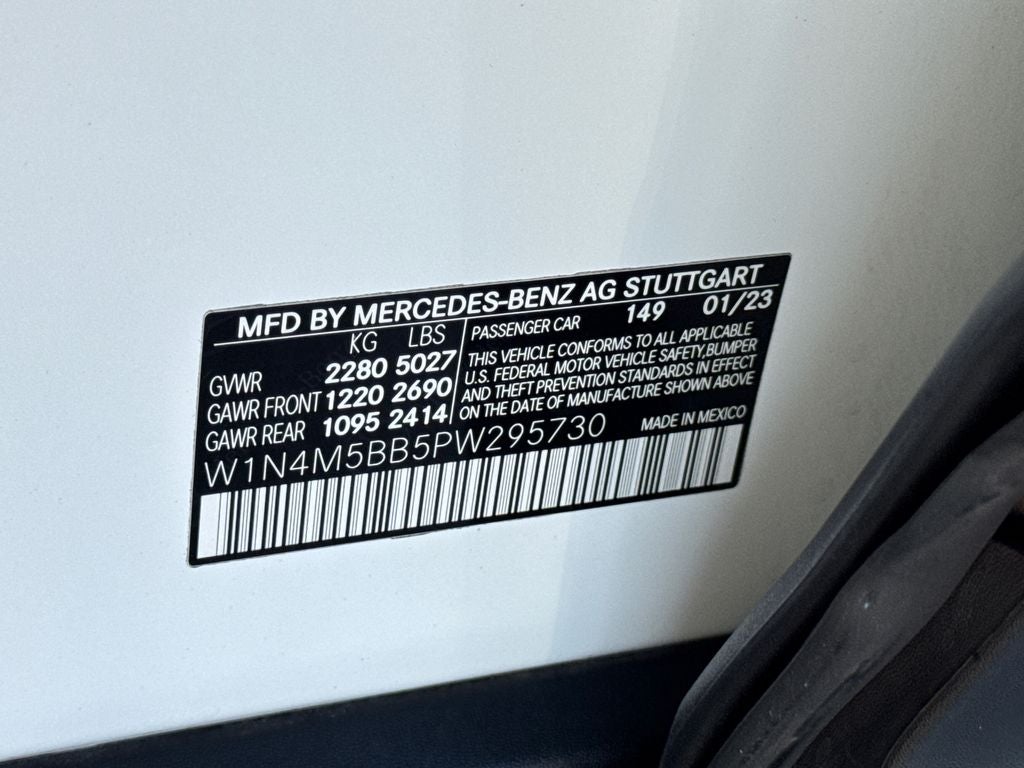 MFD BY MERCEDES-BENZ AG STUTTGART
KG LBS
GVWR 2280 5027
GAWR FRONT 1220 2690
GAWR REAR 1095 2414
PASSENGER CAR 149 01/23
THIS VEHICLE CONFORMS TO ALL APPLICABLE
U.S. FEDERAL MOTOR VEHICLE SAFETY,BUMPER
AND THEFT PREVENTION STANDARDS IN EFFECT
ON THE DATE OF MANUFACTURE SHOWN ABOVE
W1N4M5BB5PW295730
MADE IN MEXICO